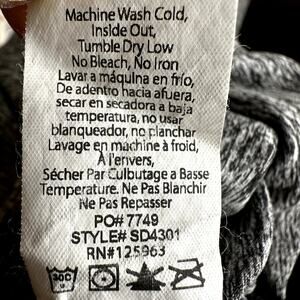 Machine Wash Cold,
Inside Out,
Tumble Dry Low
No Bleach, No Iron
Lavar a máquina en frío,
De adentro hacia afuera,
secar en secadora a baja
temperatura, no usar
blanqueador, no planchar
Lavage en machine à froid,
À l'envers,
Sécher Par Culbutage a Basse
Temperature. Ne Pas Blanchir
Ne Pas Repasser
PO# 7749
STYLE# SD4301
RN#125963
30C